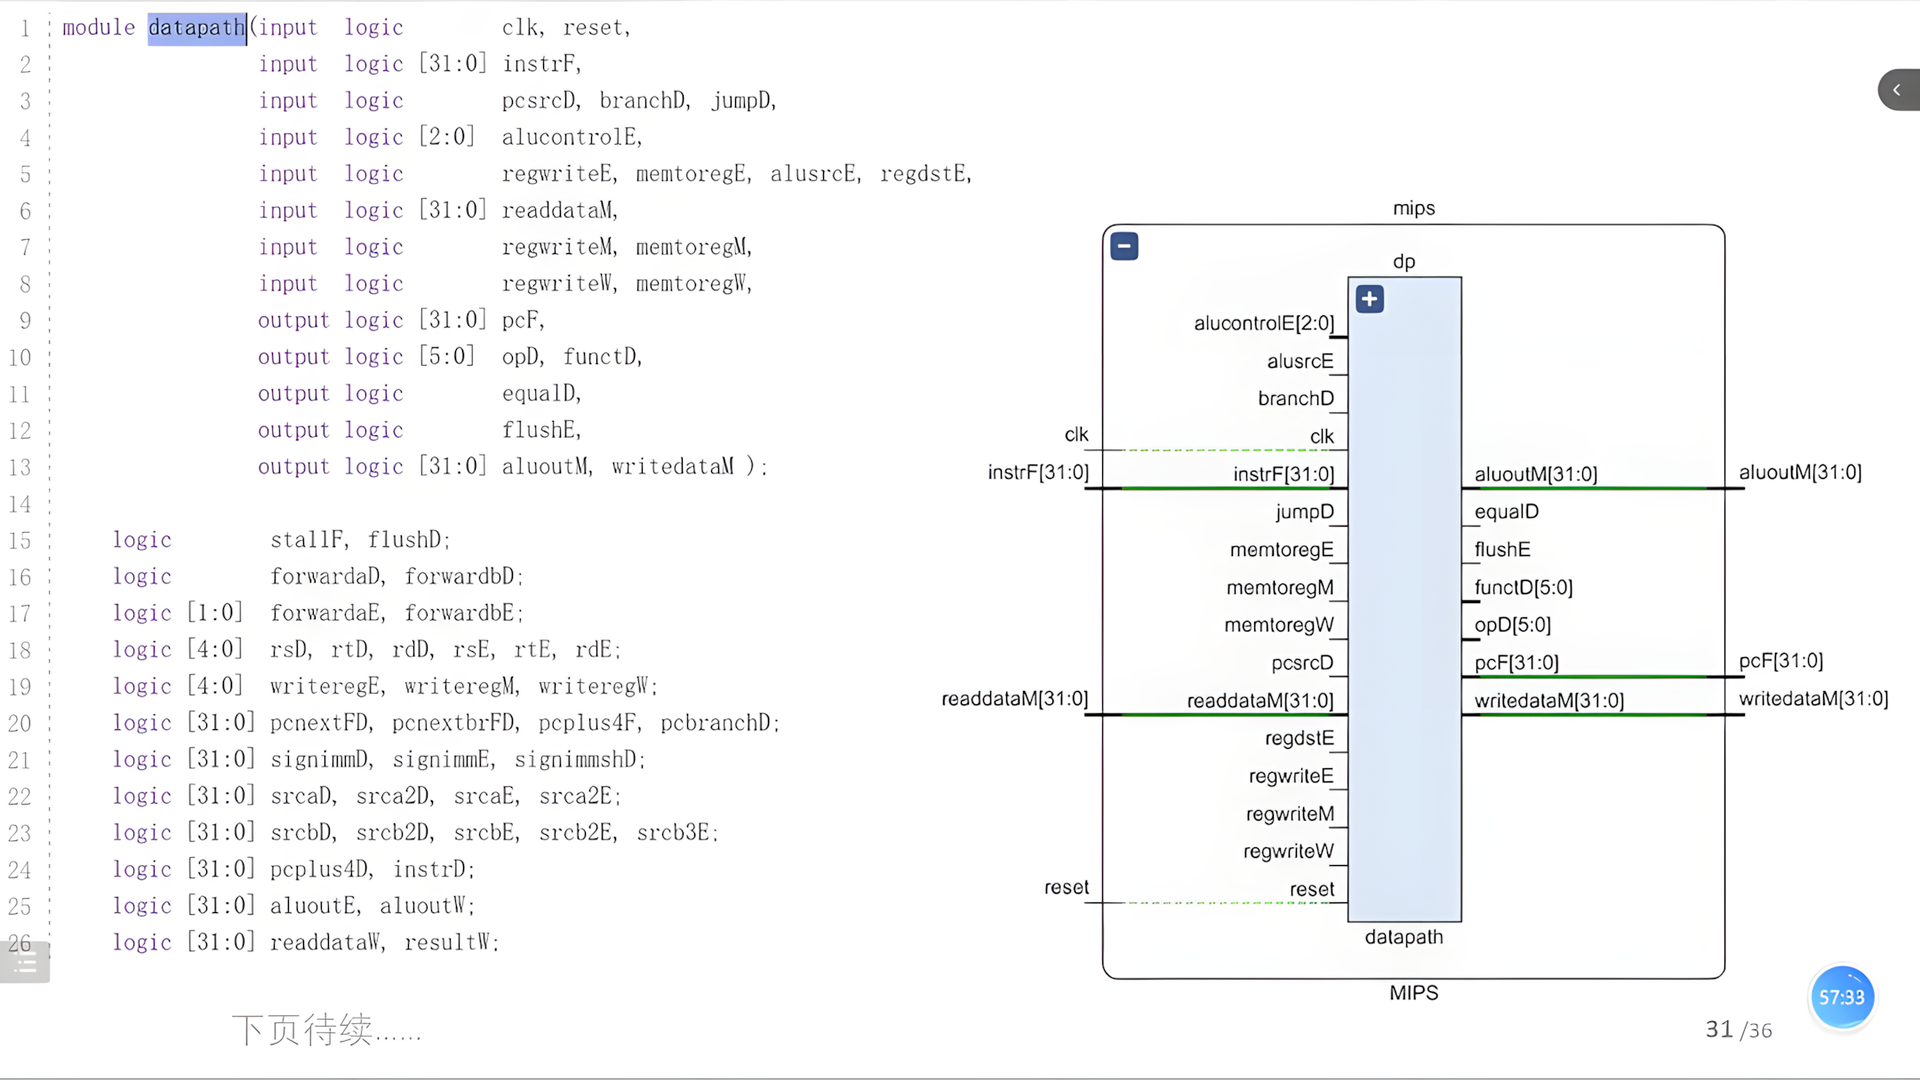 1 module datapath(input logic clk, reset,
2 input logic [31:0] instrF,
3 input logic pcsrcD, branchD, jumpD,
4 input logic [2:0] alucontrolE,
5 input logic regwriteE, memtoregE, alusrcE, regdstE,
6 input logic [31:0] readdataM,
7 input logic regwriteM, memtoregM,
8 input logic regwriteW, memtoregW,
9 output logic [31:0] pcF,
10 output logic [5:0] opD, functD,
11 output logic equalD,
12 output logic flushE,
13 output logic [31:0] aluoutM, writedataM );
14
15 logic stallF, flushD;
16 logic forwardaD, forwardbD;
17 logic [1:0] forwardaE, forwardbE;
18 logic [4:0] rsD, rtD, rdD, rsE, rtE, rdE;
19 logic [4:0] writeregE, writeregM, writeregW;
20 logic [31:0] pcnextFD, pcnextbrFD, pcplus4F, pcbranchD;
21 logic [31:0] signimmD, signimmE, signimmshD;
22 logic [31:0] srcaD, srca2D, srcaE, srca2E;
23 logic [31:0] srcbD, srcb2D, srcbE, srcb2E, srcb3E;
24 logic [31:0] pcplus4D, instrD;
25 logic [31:0] aluoutE, aluoutW;
26 logic [31:0] readdataW, resultW;
下页待续......
mips
dp
alucontrolE[2:0]
alusrcE
branchD
clk
clk
instrF[31:0]
instrF[31:0]
aluoutM[31:0]
aluoutM[31:0]
jumpD
equalD
memtoregE
flushE
memtoregM
functD[5:0]
memtoregW
opD[5:0]
pcsrcD
pcF[31:0]
pcF[31:0]
readdataM[31:0]
readdataM[31:0]
writedataM[31:0]
writedataM[31:0]
regdstE
regwriteE
regwriteM
regwriteW
reset
reset
datapath
MIPS
57:33
31 /36